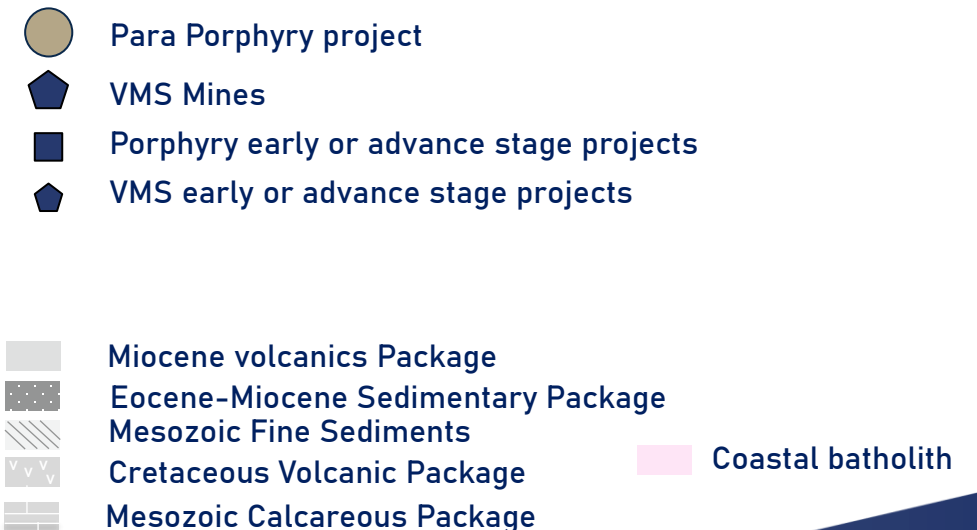 Para Porphyry project
VMS Mines
Porphyry early or advance stage projects
VMS early or advance stage projects
Miocene volcanics Package
Eocene-Miocene Sedimentary Package
Mesozoic Fine Sediments
Coastal batholith
Cretaceous Volcanic Package
Mesozoic Calcareous Package